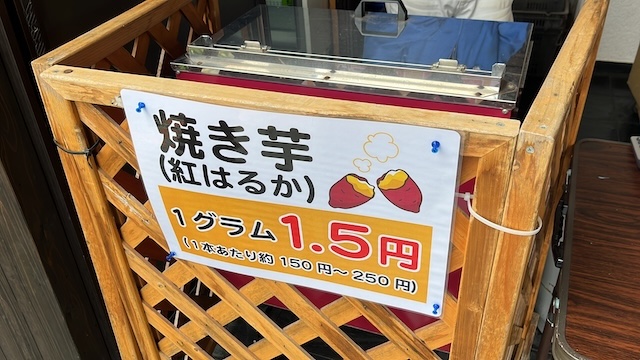 焼き芋
(紅はるか)
1グラム 1.5円
(1本あたり約150円～250円)